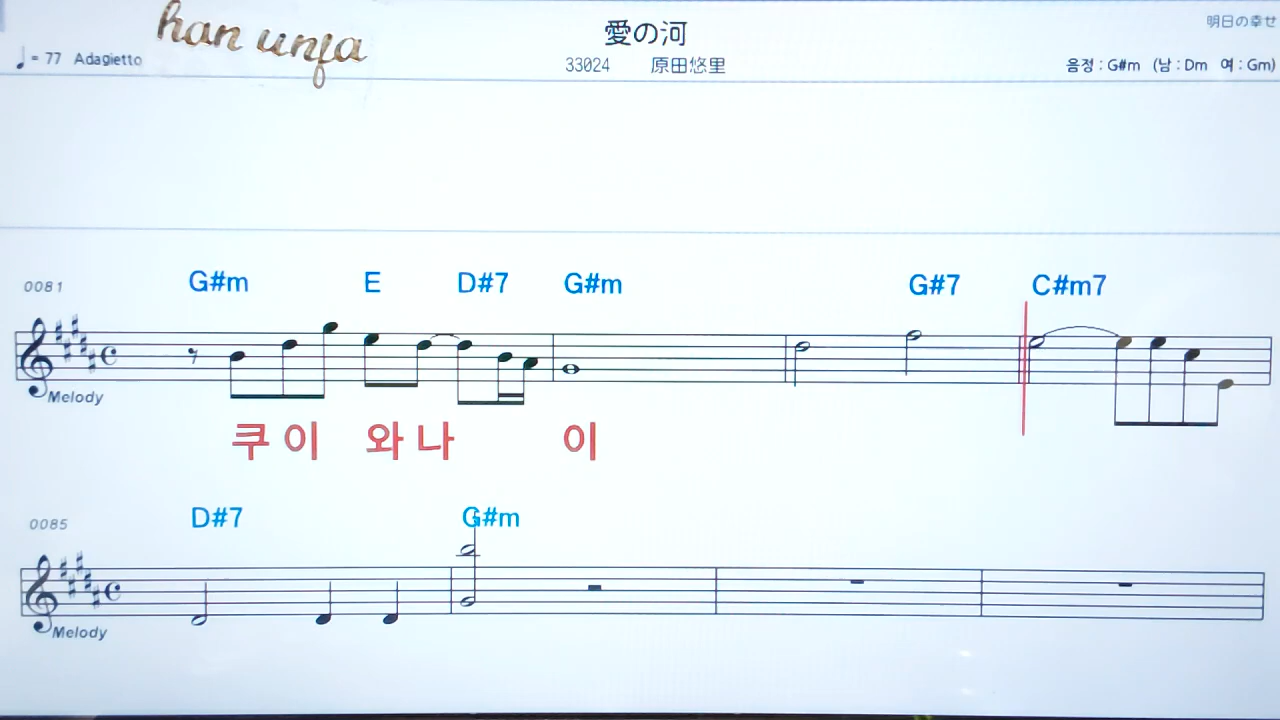 han unfa
愛の河
明日の幸せ
♩= 77 Adagietto
33024 原田悠里
음정 : G#m (남 : Dm 여 : Gm)
0081 G#m E D#7 G#m G#7 C#m7
Melody
쿠 이 와 나 이
0085 D#7 G#m
Melody